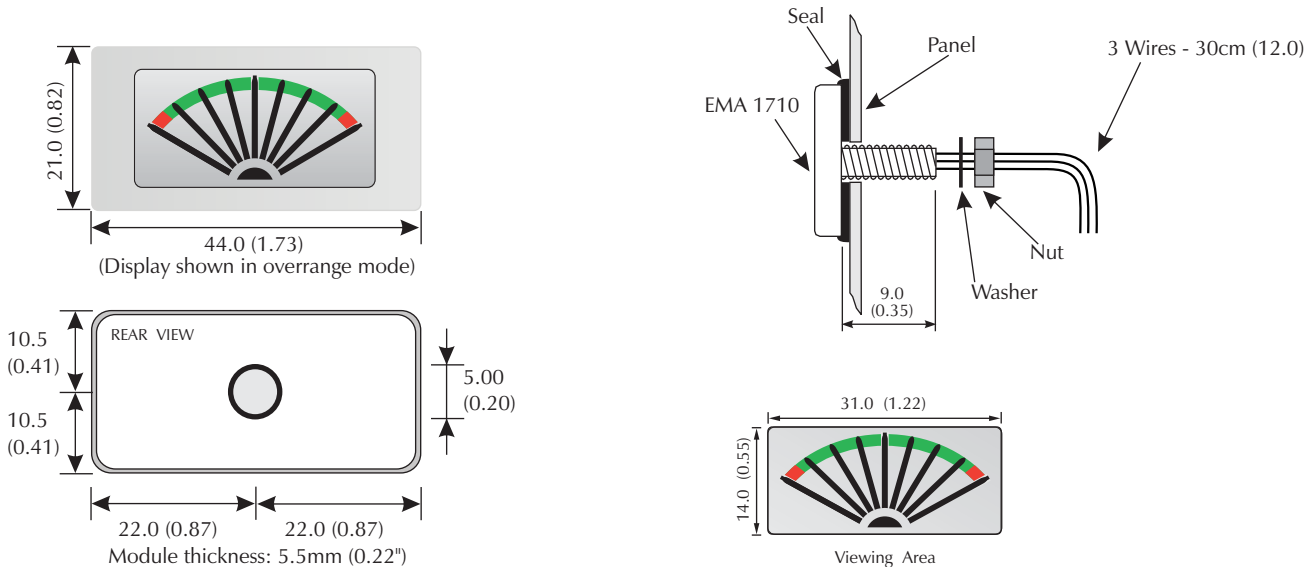 21.0 (0.82)
44.0 (1.73)
(Display shown in overrange mode)
Seal
Panel
3 Wires - 30cm (12.0)
EMA 1710
Nut
Washer
9.0
(0.35)
REAR VIEW
10.5
(0.41)
10.5
(0.41)
5.00
(0.20)
22.0 (0.87)
22.0 (0.87)
Module thickness: 5.5mm (0.22")
31.0 (1.22)
14.0 (0.55)
Viewing Area